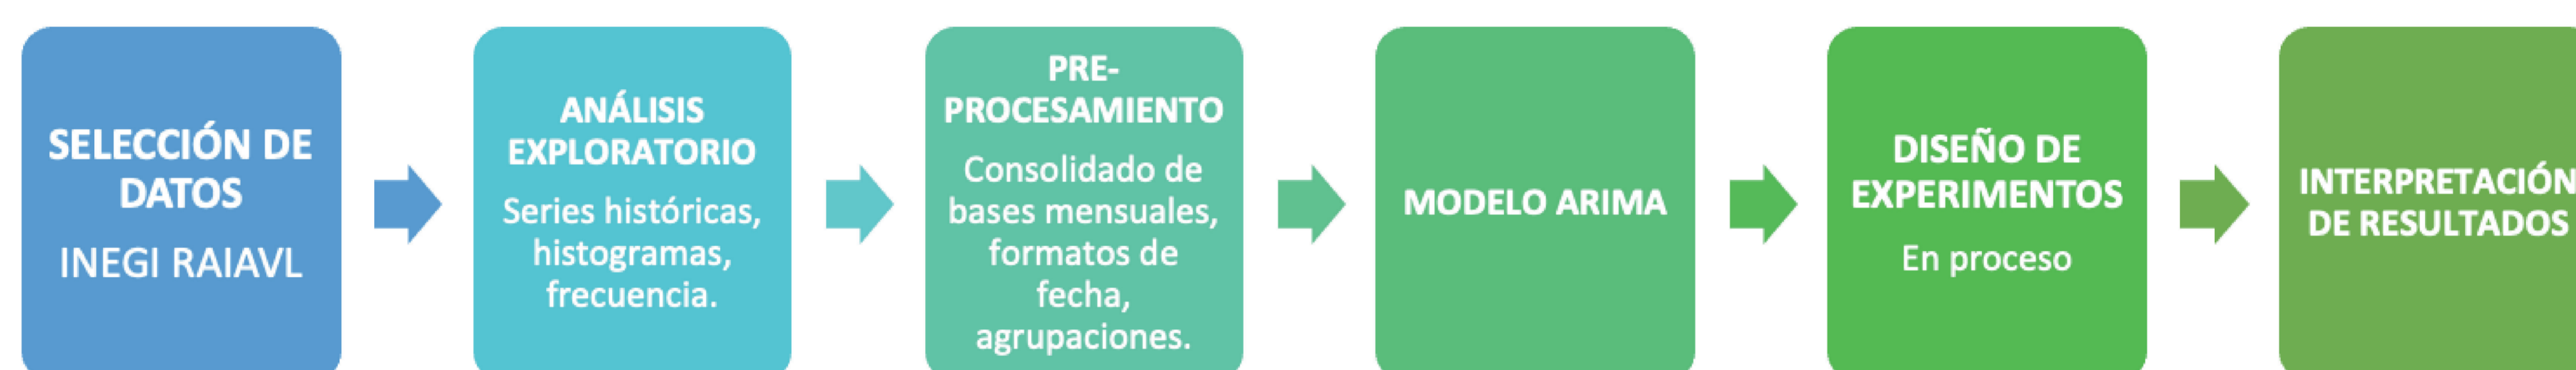 SELECCIÓN DE
DATOS
INEGI RAIAVL
ANÁLISIS
EXPLORATORIO
Series históricas,
histogramas,
frecuencia.
PRE-
PROCESAMIENTO
Consolidado de
bases mensuales,
formatos de
fecha,
agrupaciones.
MODELO ARIMA
DISEÑO DE
EXPERIMENTOS
En proceso
INTERPRETACIÓN
DE RESULTADOS